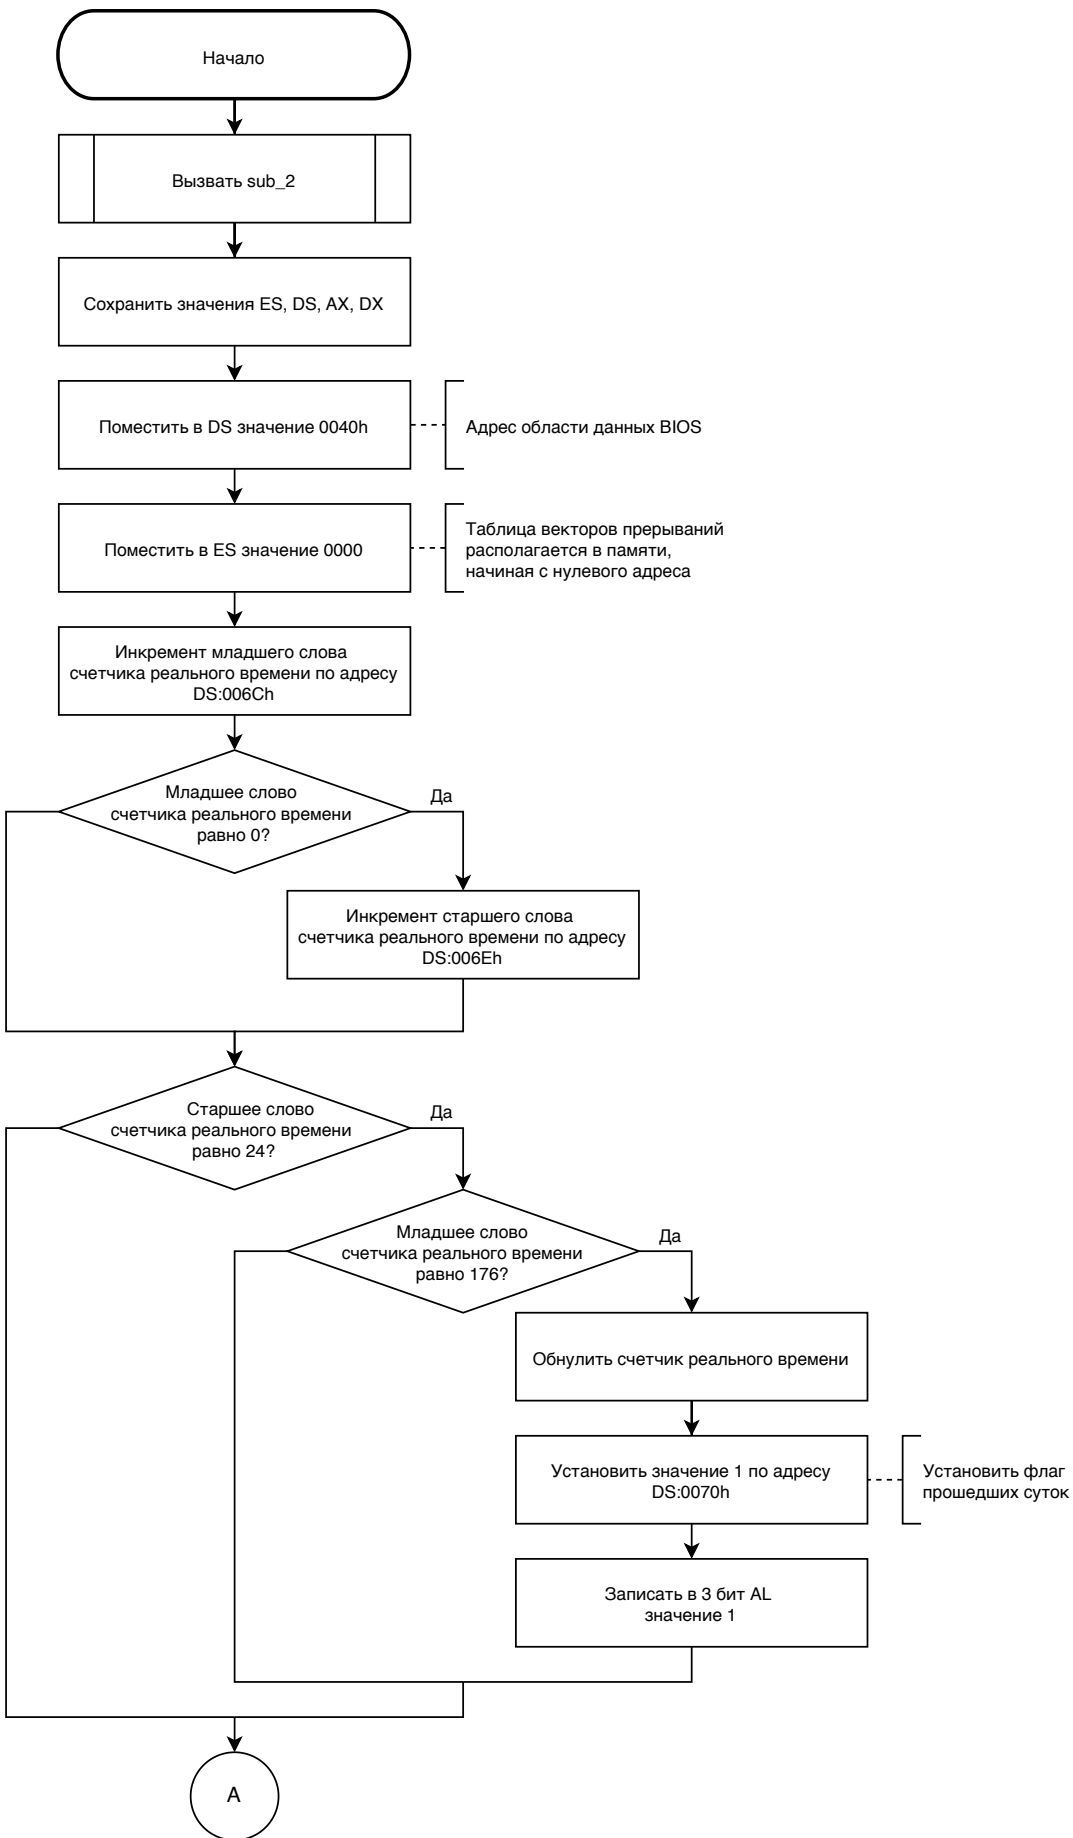 Начало
Вызвать sub_2
Сохранить значения ES, DS, AX, DX
Поместить в DS значение 0040h
Адрес области данных BIOS
Поместить в ES значение 0000
Таблица векторов прерываний
располагается в памяти,
начиная с нулевого адреса
Инкремент младшего слова
счетчика реального времени по адресу
DS:006Ch
Младшее слово
счетчика реального времени
равно 0?
Да
Инкремент старшего слова
счетчика реального времени по адресу
DS:006Eh
Старшее слово
счетчика реального времени
равно 24?
Да
Младшее слово
счетчика реального времени
равно 176?
Да
Обнулить счетчик реального времени
Установить значение 1 по адресу
DS:0070h
Установить флаг
прошедших суток
Записать в 3 бит AL
значение 1
A